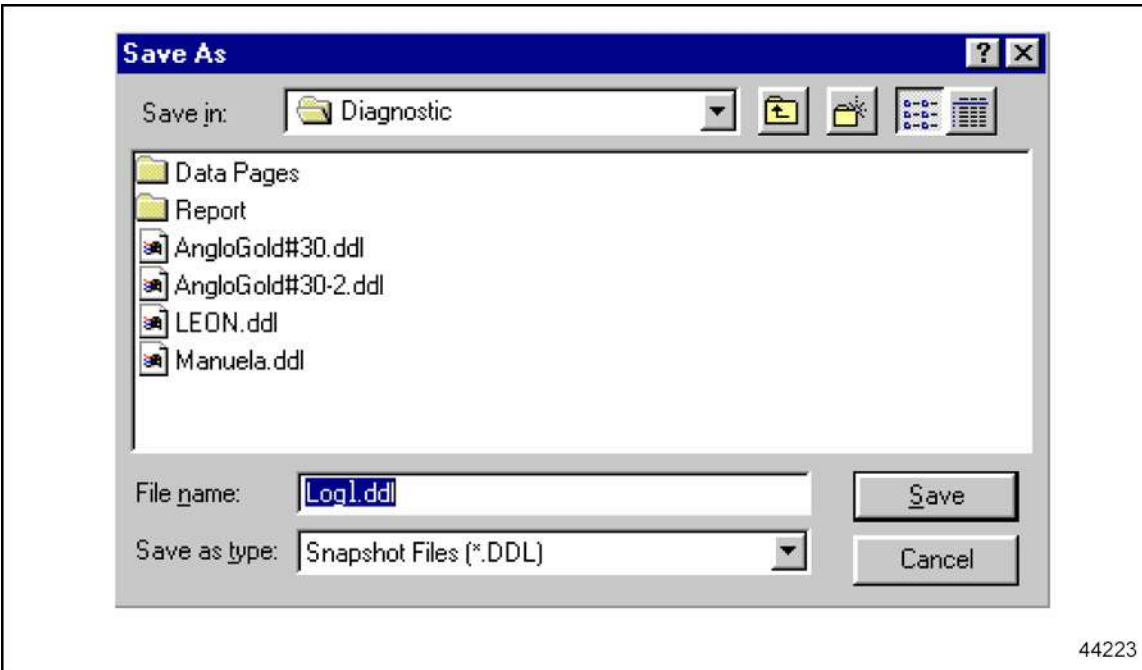 Save As
Save in: Diagnostic
Data Pages
Report
AngloGold#30.ddl
AngloGold#30-2.ddl
LEON.ddl
Manuela.ddl
File name: Log1.ddl
Save
Save as type: Snapshot Files (*.DDL)
Cancel
44223